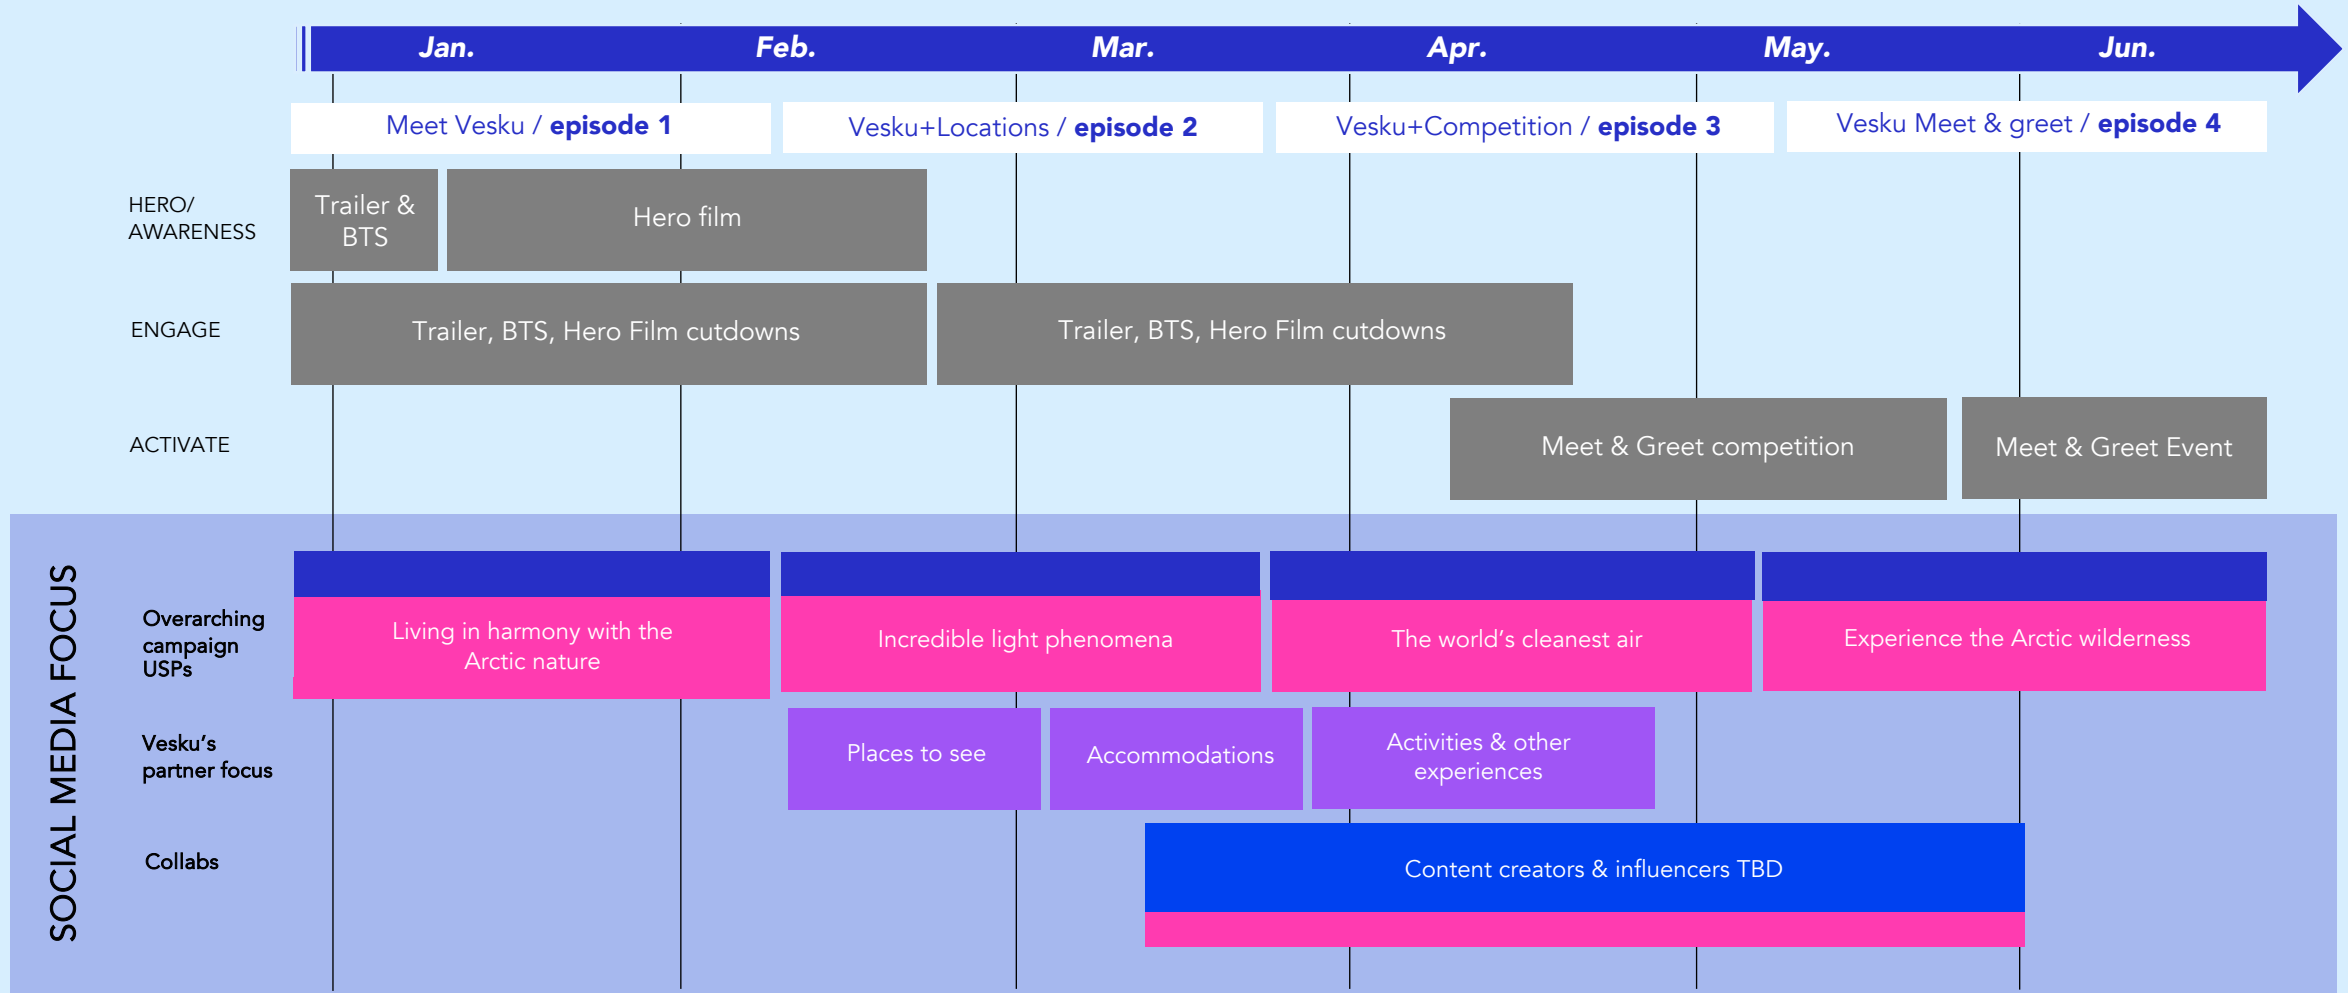 Jan. Feb. Mar. Apr. May. Jun.
Meet Vesku / episode 1
Vesku+Locations / episode 2
Vesku+Competition / episode 3
Vesku Meet & greet / episode 4
HERO/
AWARENESS
Trailer &
BTS
Hero film
ENGAGE
Trailer, BTS, Hero Film cutdowns
Trailer, BTS, Hero Film cutdowns
ACTIVATE
Meet & Greet competition
Meet & Greet Event
SOCIAL MEDIA FOCUS
Overarching
campaign
USPs
Living in harmony with the
Arctic nature
Incredible light phenomena
The world’s cleanest air
Experience the Arctic wilderness
Vesku’s
partner focus
Places to see
Accommodations
Activities & other
experiences
Collabs
Content creators & influencers TBD